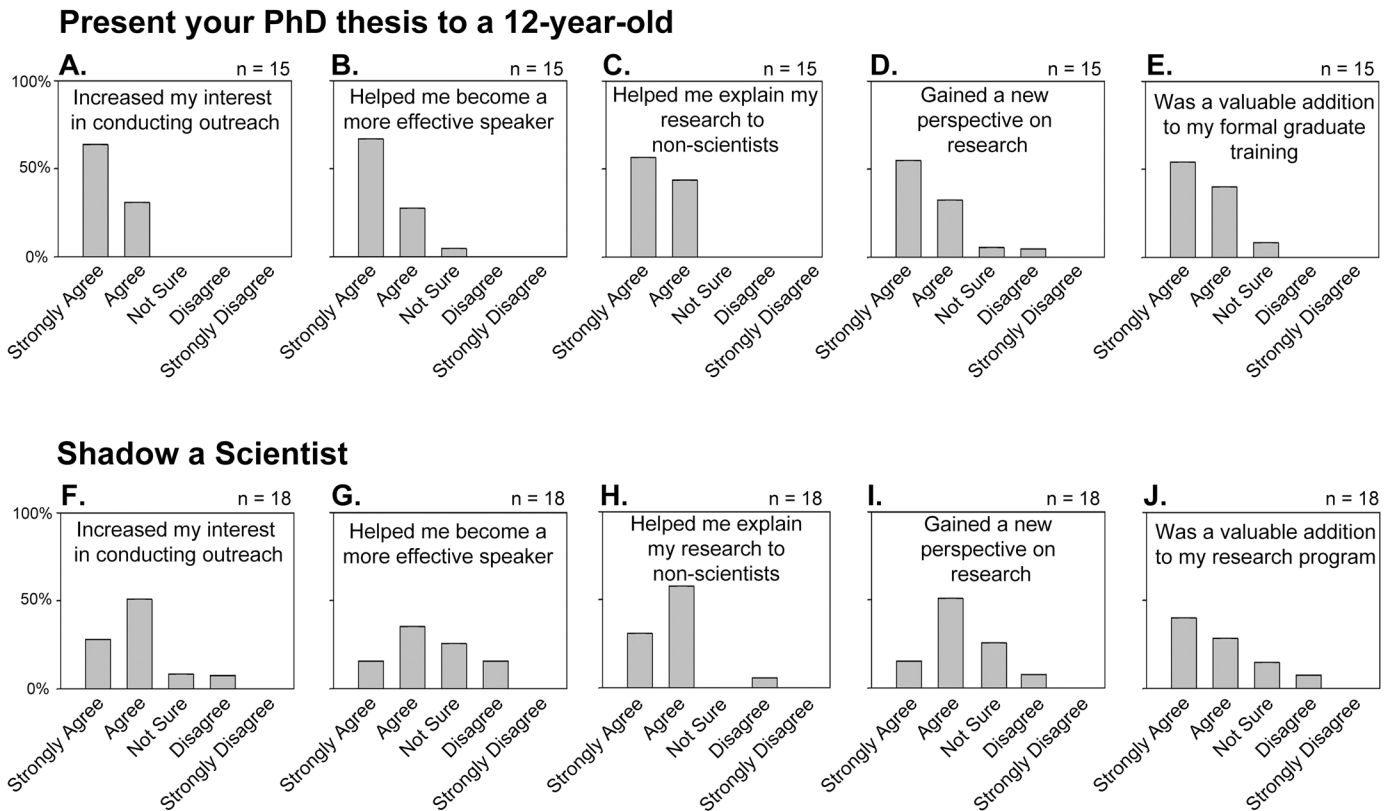 Present your PhD thesis to a 12-year-old
A.
n = 15
Increased my interest
in conducting outreach
100%
50%
0%
Strongly Agree
Agree
Not Sure
Disagree
Strongly Disagree
B.
n = 15
Helped me become a
more effective speaker
Strongly Agree
Agree
Not Sure
Disagree
Strongly Disagree
C.
n = 15
Helped me explain my
research to
non-scientists
Strongly Agree
Agree
Not Sure
Disagree
Strongly Disagree
D.
n = 15
Gained a new
perspective on
research
Strongly Agree
Agree
Not Sure
Disagree
Strongly Disagree
E.
n = 15
Was a valuable addition
to my formal graduate
training
Strongly Agree
Agree
Not Sure
Disagree
Strongly Disagree
Shadow a Scientist
F.
n = 18
Increased my interest
in conducting outreach
100%
50%
0%
Strongly Agree
Agree
Not Sure
Disagree
Strongly Disagree
G.
n = 18
Helped me become a
more effective speaker
Strongly Agree
Agree
Not Sure
Disagree
Strongly Disagree
H.
n = 18
Helped me explain
my research to
non-scientists
Strongly Agree
Agree
Not Sure
Disagree
Strongly Disagree
I.
n = 18
Gained a new
perspective on
research
Strongly Agree
Agree
Not Sure
Disagree
Strongly Disagree
J.
n = 18
Was a valuable addition
to my research program
Strongly Agree
Agree
Not Sure
Disagree
Strongly Disagree